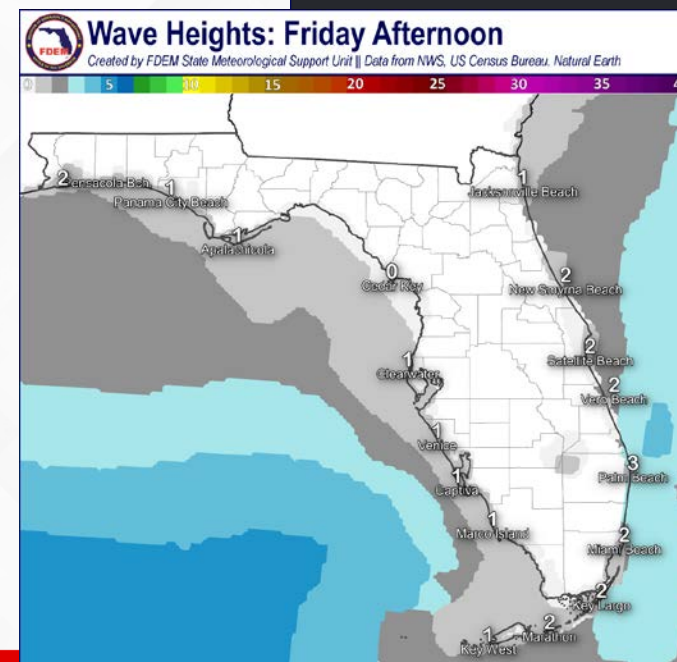 FDEM
Wave Heights: Friday Afternoon
Created by FDEM State Meteorological Support Unit || Data from NWS, US Census Bureau, Natural Earth
0 5 10 15 20 25 30 35 4
2 Pensacola Bch.
1
Panama City Beach
1
Apalachicola
1
Jacksonville Beach
0
Cedar Key
2
New Smyrna Beach
1
Clearwater
2
Satellite Beach
2
Vero Beach
1
Venice
1
Captiva
3
Palm Beach
1
Marco Island
2
Miami Beach
2
Key Largo
2
Marathon
1
Key West